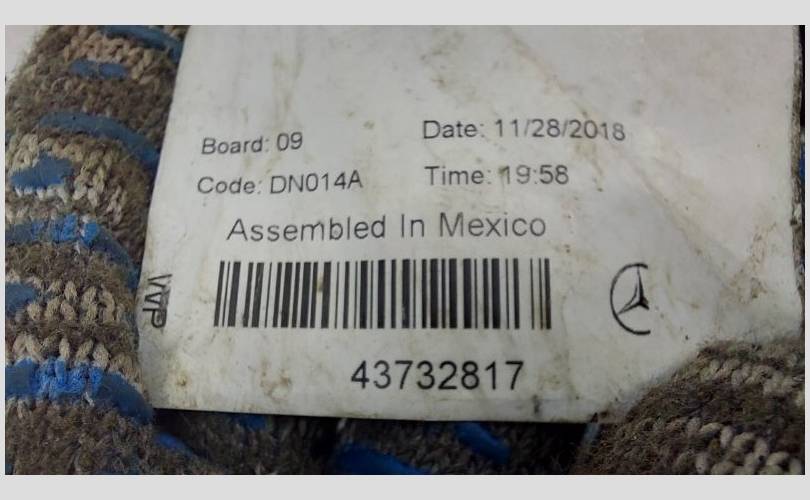 Board: 09
Date: 11/28/2018
Code: DN014A
Time: 19:58
Assembled In Mexico
43732817